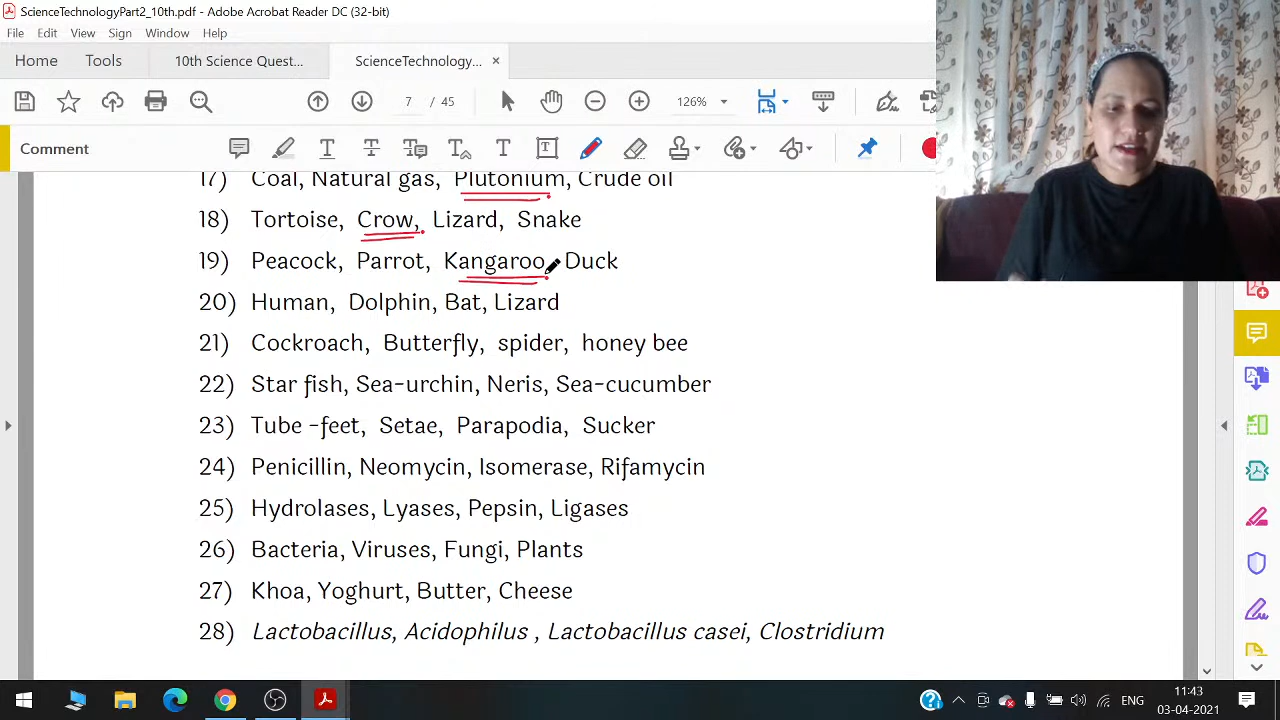 ScienceTechnologyPart2_10th.pdf - Adobe Acrobat Reader DC (32-bit)
File Edit View Sign Window Help
Home Tools 10th Science Quest... ScienceTechnology... ×
7 / 45 126%
Comment
17) Coal, Natural gas, Plutonium, Crude oil
18) Tortoise, Crow, Lizard, Snake
19) Peacock, Parrot, Kangaroo, Duck
20) Human, Dolphin, Bat, Lizard
21) Cockroach, Butterfly, spider, honey bee
22) Star fish, Sea-urchin, Neris, Sea-cucumber
23) Tube -feet, Setae, Parapodia, Sucker
24) Penicillin, Neomycin, Isomerase, Rifamycin
25) Hydrolases, Lyases, Pepsin, Ligases
26) Bacteria, Viruses, Fungi, Plants
27) Khoa, Yoghurt, Butter, Cheese
28) Lactobacillus, Acidophilus , Lactobacillus casei, Clostridium
ENG
11:43
03-04-2021